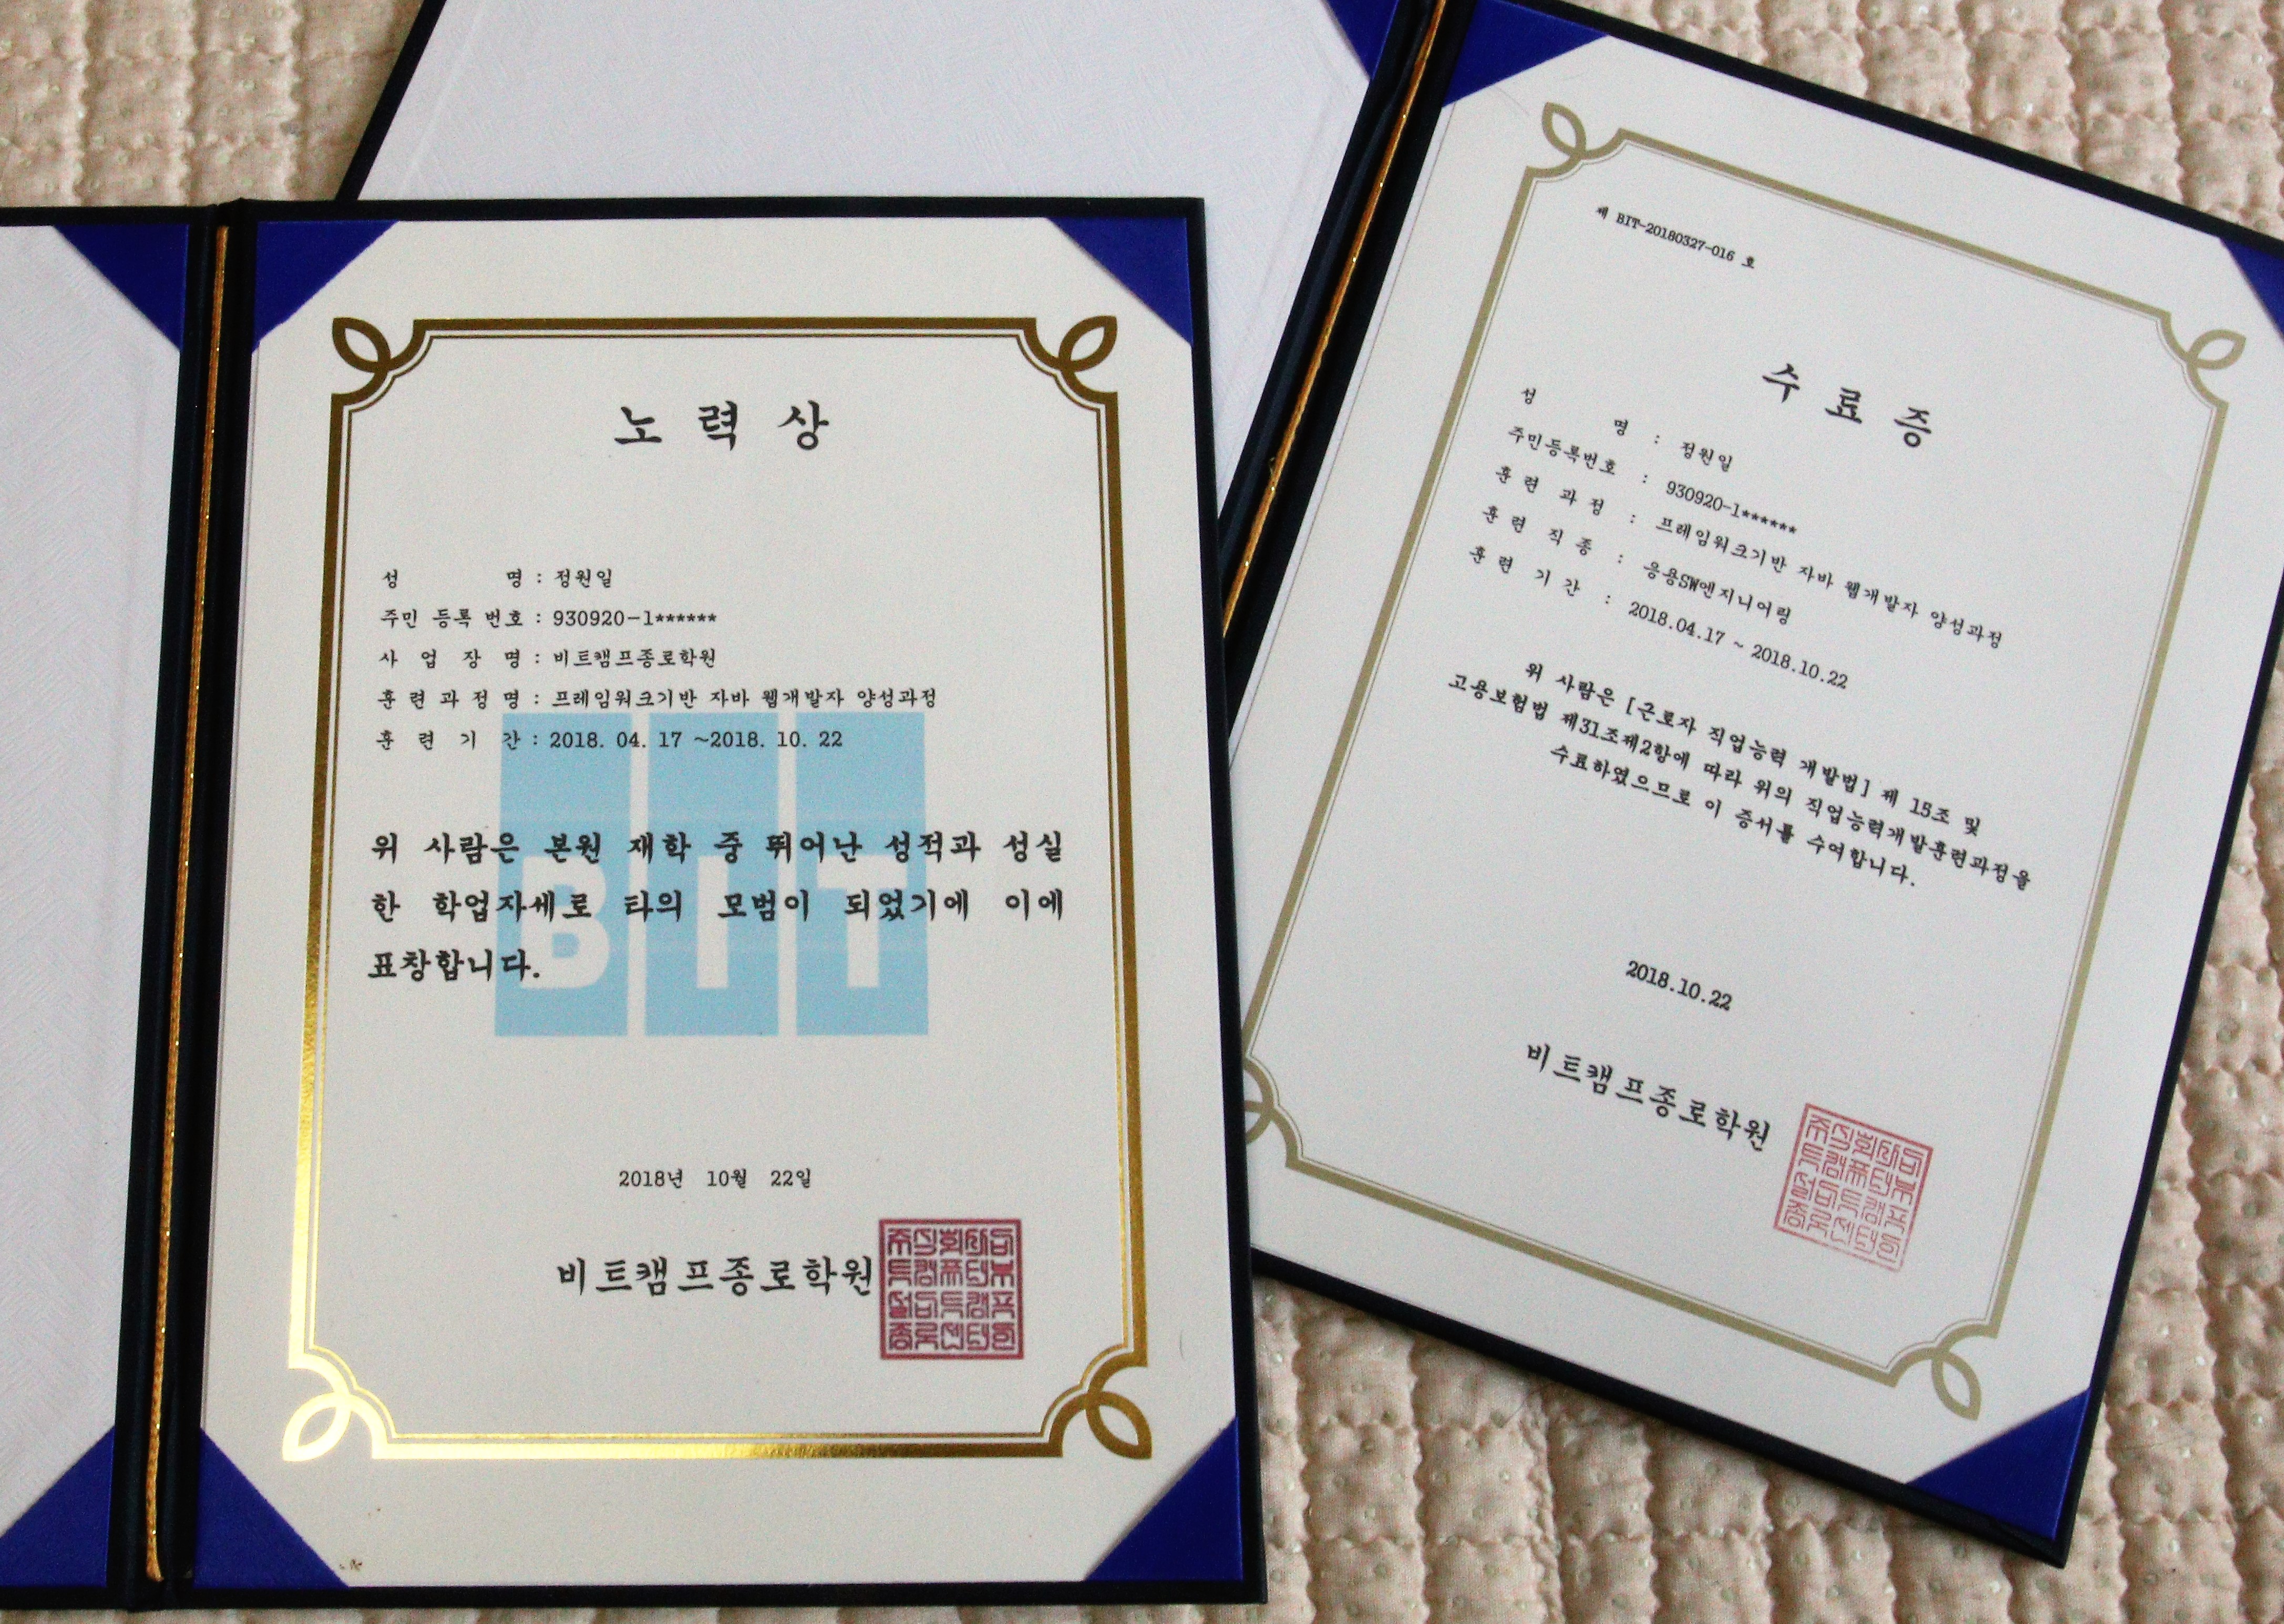 노 력 상
성 명 : 정원일
주민 등록 번호 : 930920-1******
사 업 장 명 : 비트캠프종로학원
훈 련 과 정 명 : 프레임워크기반 자바 웹개발자 양성과정
훈 련 기 간 : 2018. 04. 17 ~2018. 10. 22
위 사람은 본원 재학 중 뛰어난 성적과 성실
한 학업자세로 타의 모범이 되었기에 이에
표창합니다.
BIT
2018년 10월 22일
비트캠프종로학원
제 BIT-20180327-016 호
수 료 증
성 명 : 정원일
주민등록번호 : 930920-1******
훈 련 과 정 : 프레임워크기반 자바 웹개발자 양성과정
훈 련 직 종 : 응용SW엔지니어링
훈 련 기 간 : 2018.04.17 ~ 2018.10.22
위 사람은 [근로자 직업능력 개발법] 제 15조 및
고용보험법 제31조제2항에 따라 위의 직업능력개발훈련과정을
수료하였으므로 이 증서를 수여합니다.
2018.10.22
비트캠프종로학원